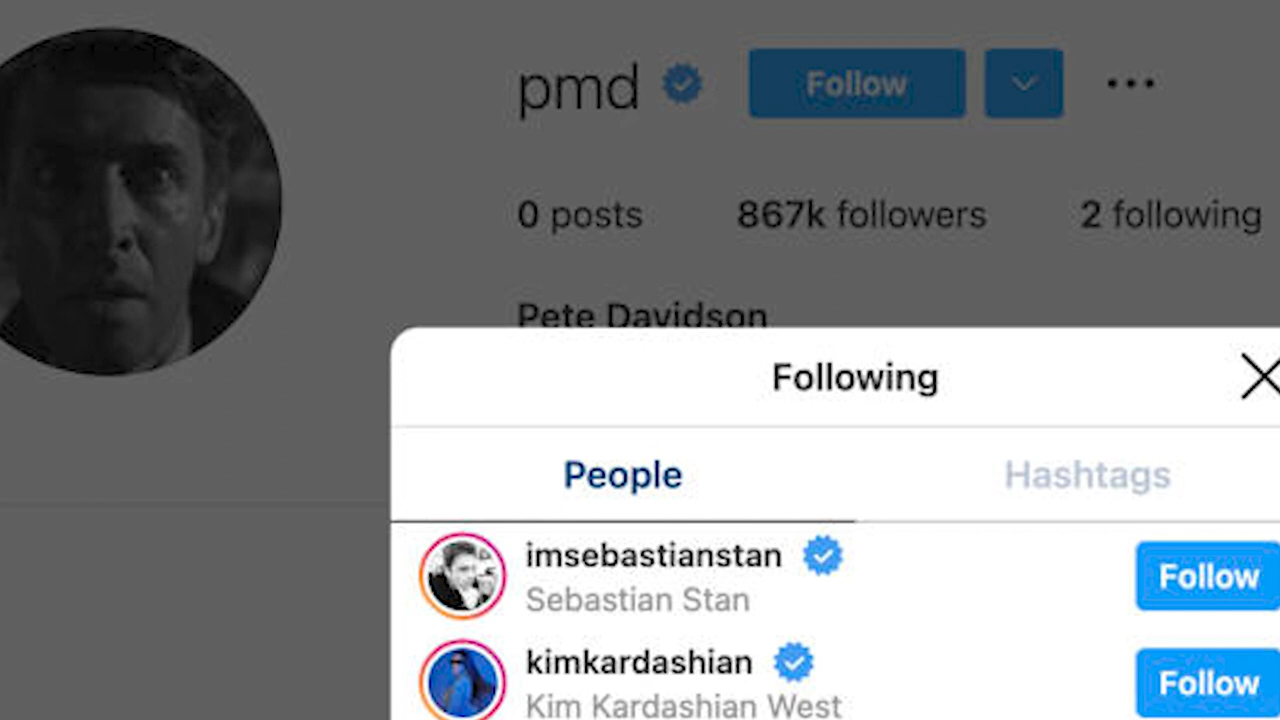 pmd Follow
0 posts 867k followers 2 following
Pete Davidson
Following
People Hashtags
imsebastianstan Follow
Sebastian Stan
kimkardashian Follow
Kim Kardashian West